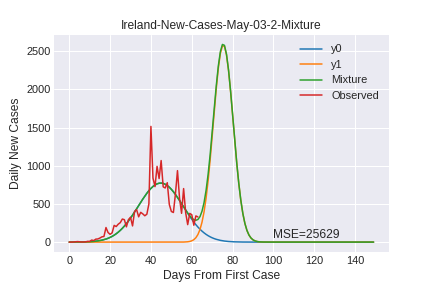 Ireland-New-Cases-May-03-2-Mixture
2500
2000
1500
1000
500
0
Daily New Cases
y0
y1
Mixture
Observed
MSE=25629
0 20 40 60 80 100 120 140
Days From First Case